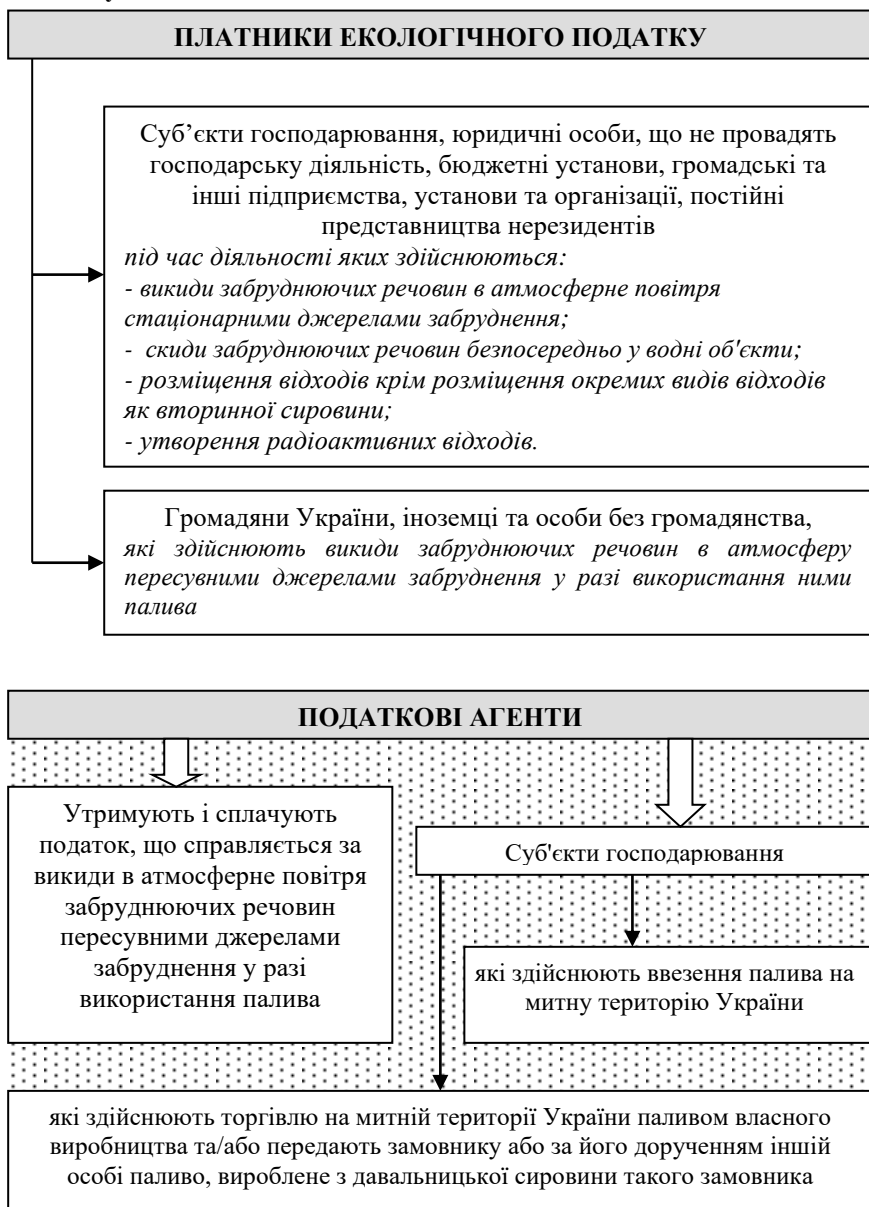 ПЛАТНИКИ ЕКОЛОГІЧНОГО ПОДАТКУ
Суб’єкти господарювання, юридичні особи, що не провадять
господарську діяльність, бюджетні установи, громадські та
інші підприємства, установи та організації, постійні
представництва нерезидентів
під час діяльності яких здійснюються:
- викиди забруднюючих речовин в атмосферне повітря
стаціонарними джерелами забруднення;
- скиди забруднюючих речовин безпосередньо у водні об'єкти;
- розміщення відходів крім розміщення окремих видів відходів
як вторинної сировини;
- утворення радіоактивних відходів.
Громадяни України, іноземці та особи без громадянства,
які здійснюють викиди забруднюючих речовин в атмосферу
пересувними джерелами забруднення у разі використання ними
палива
ПОДАТКОВІ АГЕНТИ
Утримують і сплачують
податок, що справляється за
викиди в атмосферне повітря
забруднюючих речовин
пересувними джерелами
забруднення у разі
використання палива
Суб'єкти господарювання
які здійснюють ввезення палива на
митну територію України
які здійснюють торгівлю на митній території України паливом власного
виробництва та/або передають замовнику або за його дорученням іншій
особі паливо, вироблене з давальницької сировини такого замовника